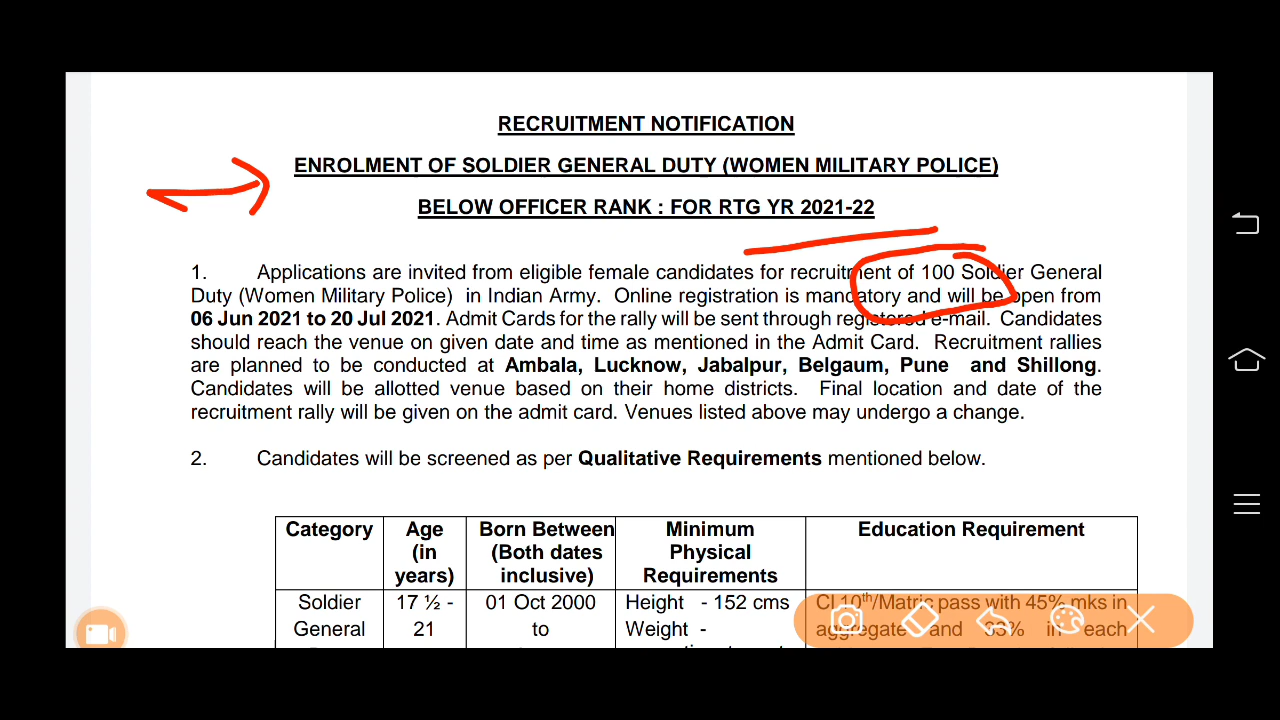 RECRUITMENT NOTIFICATION
ENROLMENT OF SOLDIER GENERAL DUTY (WOMEN MILITARY POLICE)
BELOW OFFICER RANK : FOR RTG YR 2021-22
1. Applications are invited from eligible female candidates for recruitment of 100 Soldier General
Duty (Women Military Police) in Indian Army. Online registration is mandatory and will be open from
06 Jun 2021 to 20 Jul 2021. Admit Cards for the rally will be sent through registered e-mail. Candidates
should reach the venue on given date and time as mentioned in the Admit Card. Recruitment rallies
are planned to be conducted at Ambala, Lucknow, Jabalpur, Belgaum, Pune and Shillong.
Candidates will be allotted venue based on their home districts. Final location and date of the
recruitment rally will be given on the admit card. Venues listed above may undergo a change.
2. Candidates will be screened as per Qualitative Requirements mentioned below.
Category Age Born Between Minimum Education Requirement
(in (Both dates Physical
years) inclusive) Requirements
Soldier 17 ½ - 01 Oct 2000 Height - 152 cms Cl 10th/Matric pass with 45% mks in
General 21 to Weight - aggregate and 33% in each